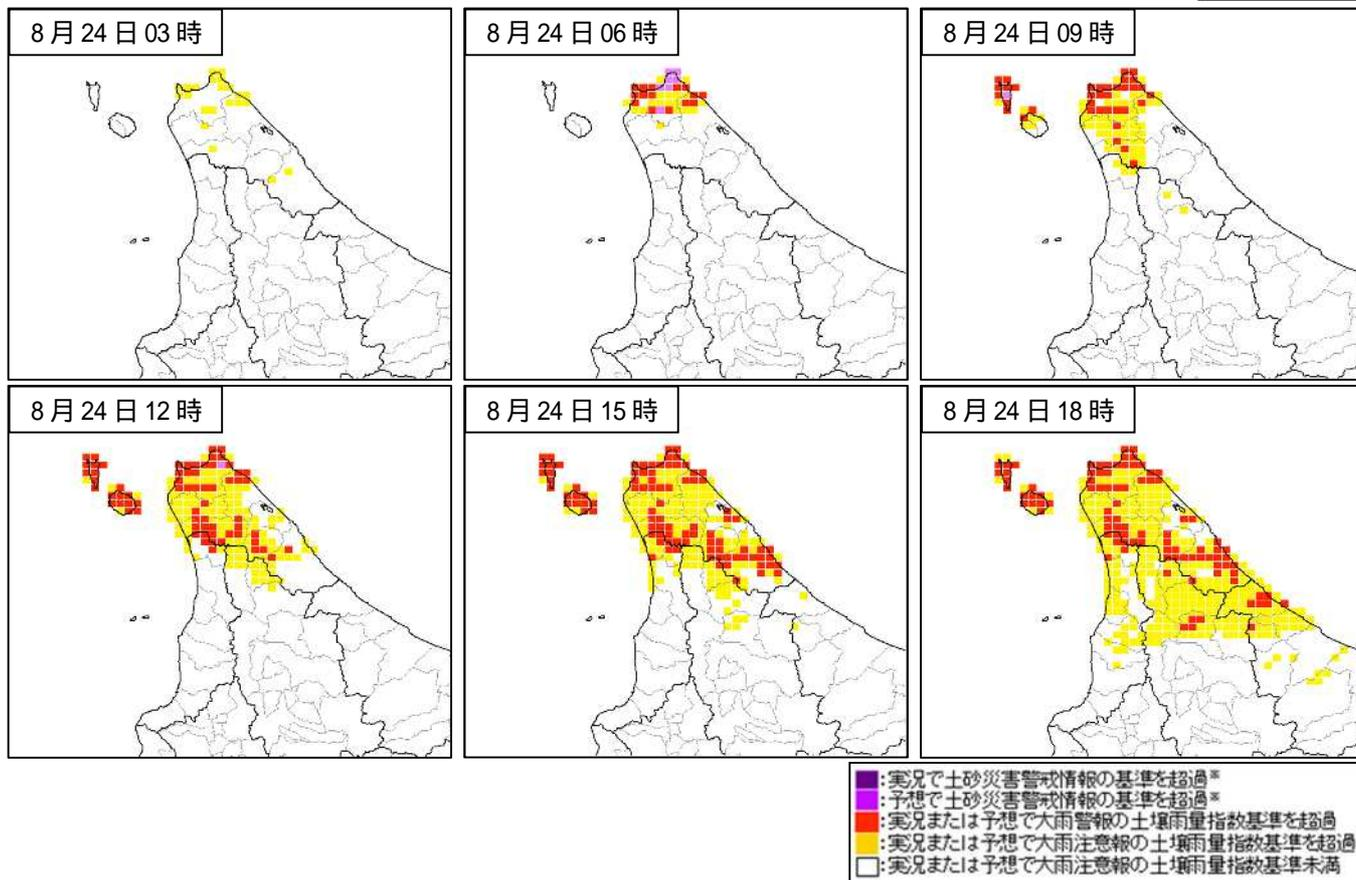 8月24日03時
8月24日06時
8月24日09時
8月24日12時
8月24日15時
8月24日18時
:実況で土砂災害警戒情報の基準を超過※
:予想で土砂災害警戒情報の基準を超過※
:実況または予想で大雨警報の土壌雨量指数基準を超過
:実況または予想で大雨注意報の土壌雨量指数基準を超過
:実況または予想で大雨注意報の土壌雨量指数基準未満